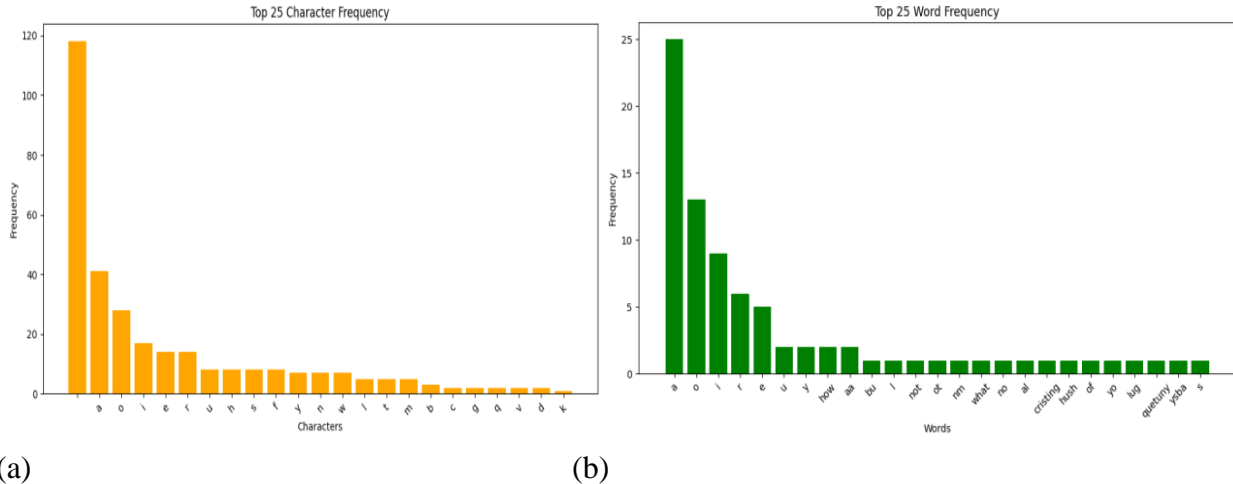 Top 25 Character Frequency
120
100
80
60
40
20
0
Frequency
a o i e r u h s f y n w l t m b c g q v d k
Characters
Top 25 Word Frequency
25
20
15
10
5
0
Frequency
a o i r e u y how aa bu l not ot nm what no al cristing hush of yo lug quetuny ysba s
Words
(a) (b)